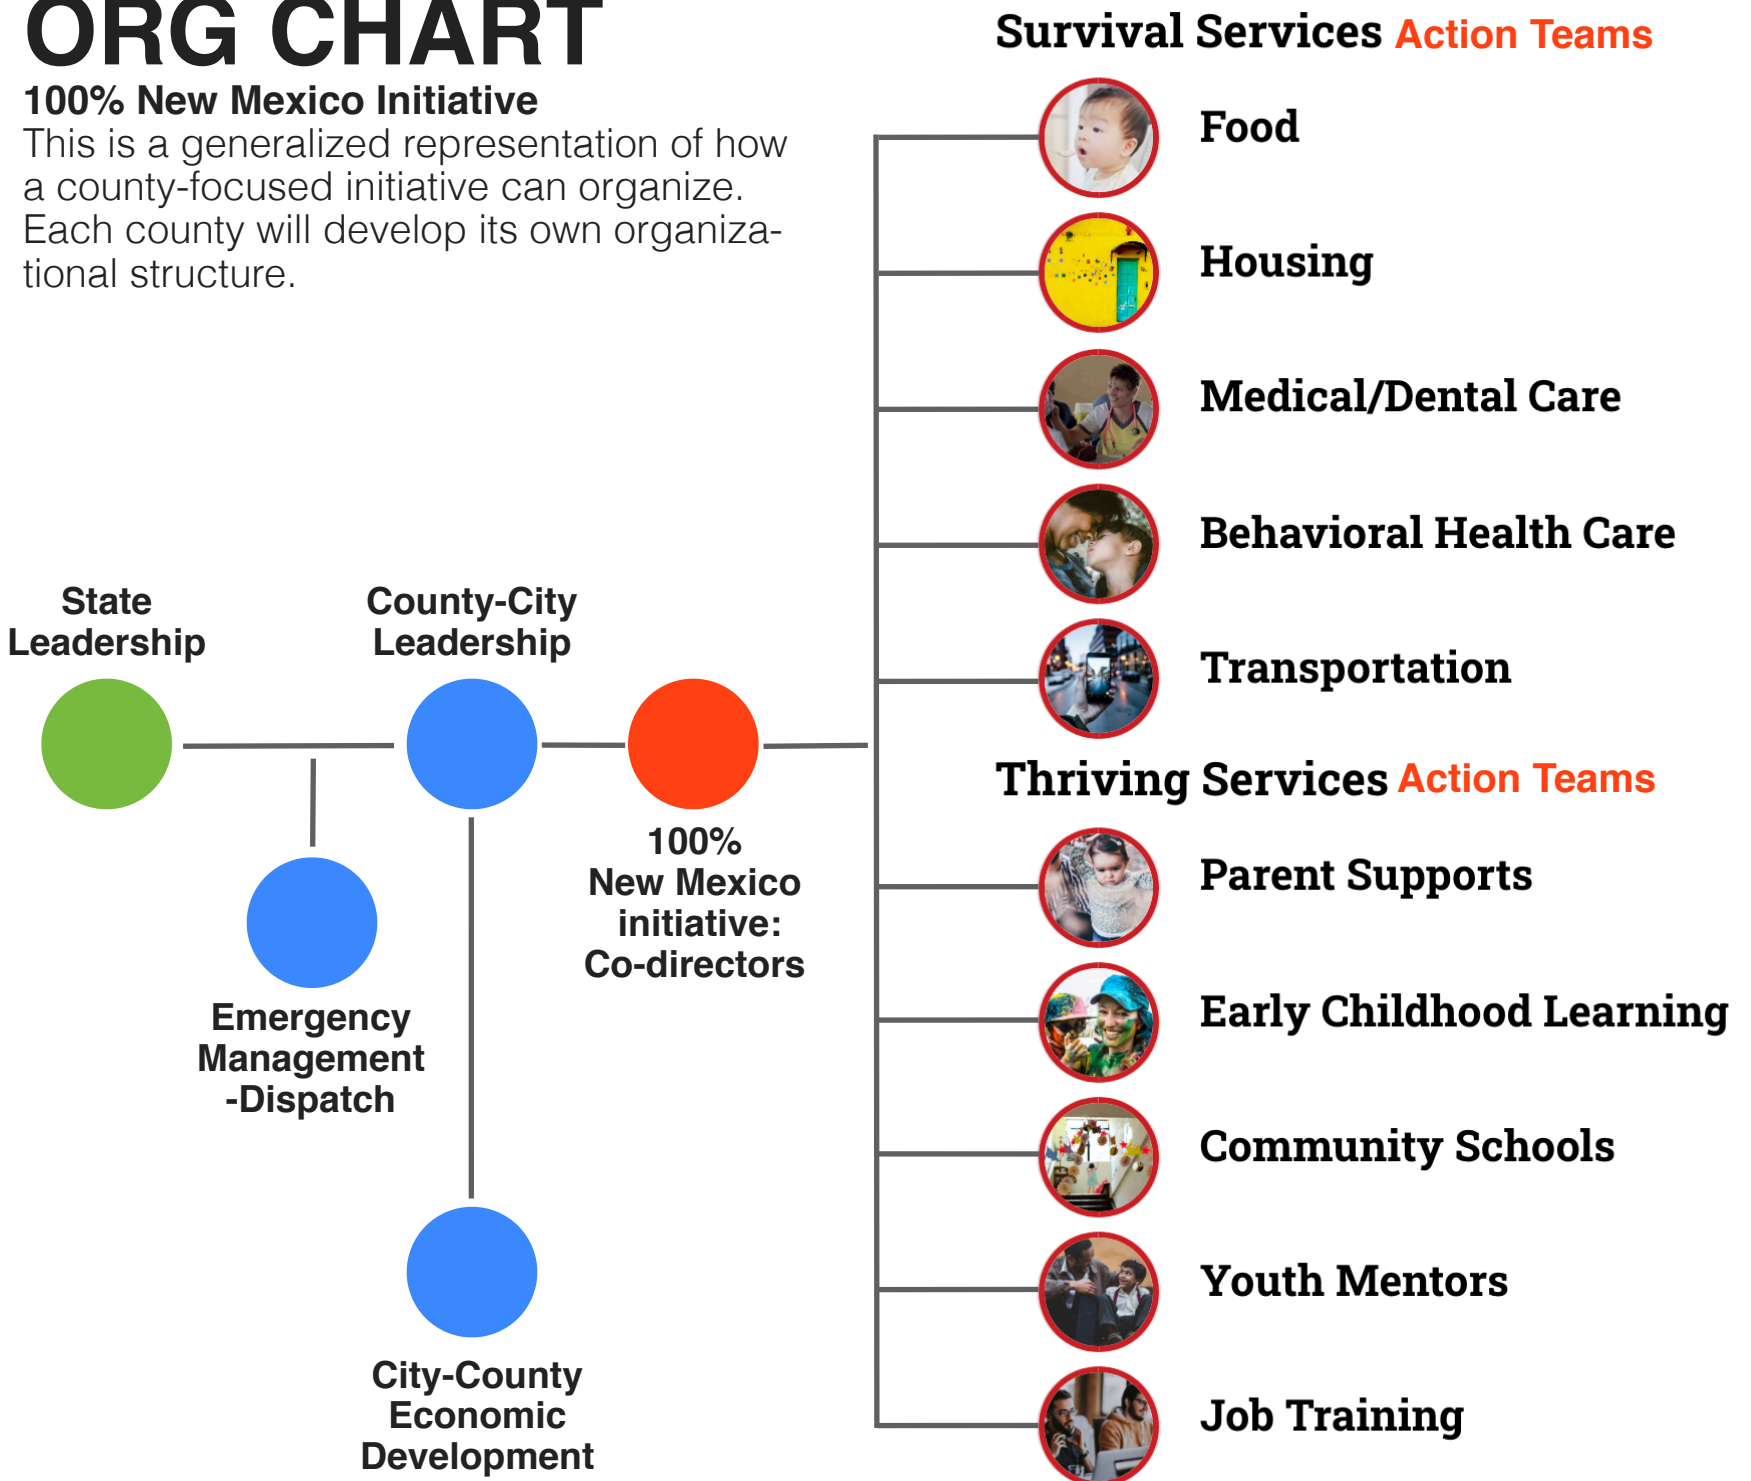 ORG CHART
100% New Mexico Initiative
This is a generalized representation of how
a county-focused initiative can organize.
Each county will develop its own organiza-
tional structure.
State
Leadership
County-City
Leadership
100%
New Mexico
initiative:
Co-directors
Emergency
Management
-Dispatch
City-County
Economic
Development
Survival Services Action Teams
Food
Housing
Medical/Dental Care
Behavioral Health Care
Transportation
Thriving Services Action Teams
Parent Supports
Early Childhood Learning
Community Schools
Youth Mentors
Job Training